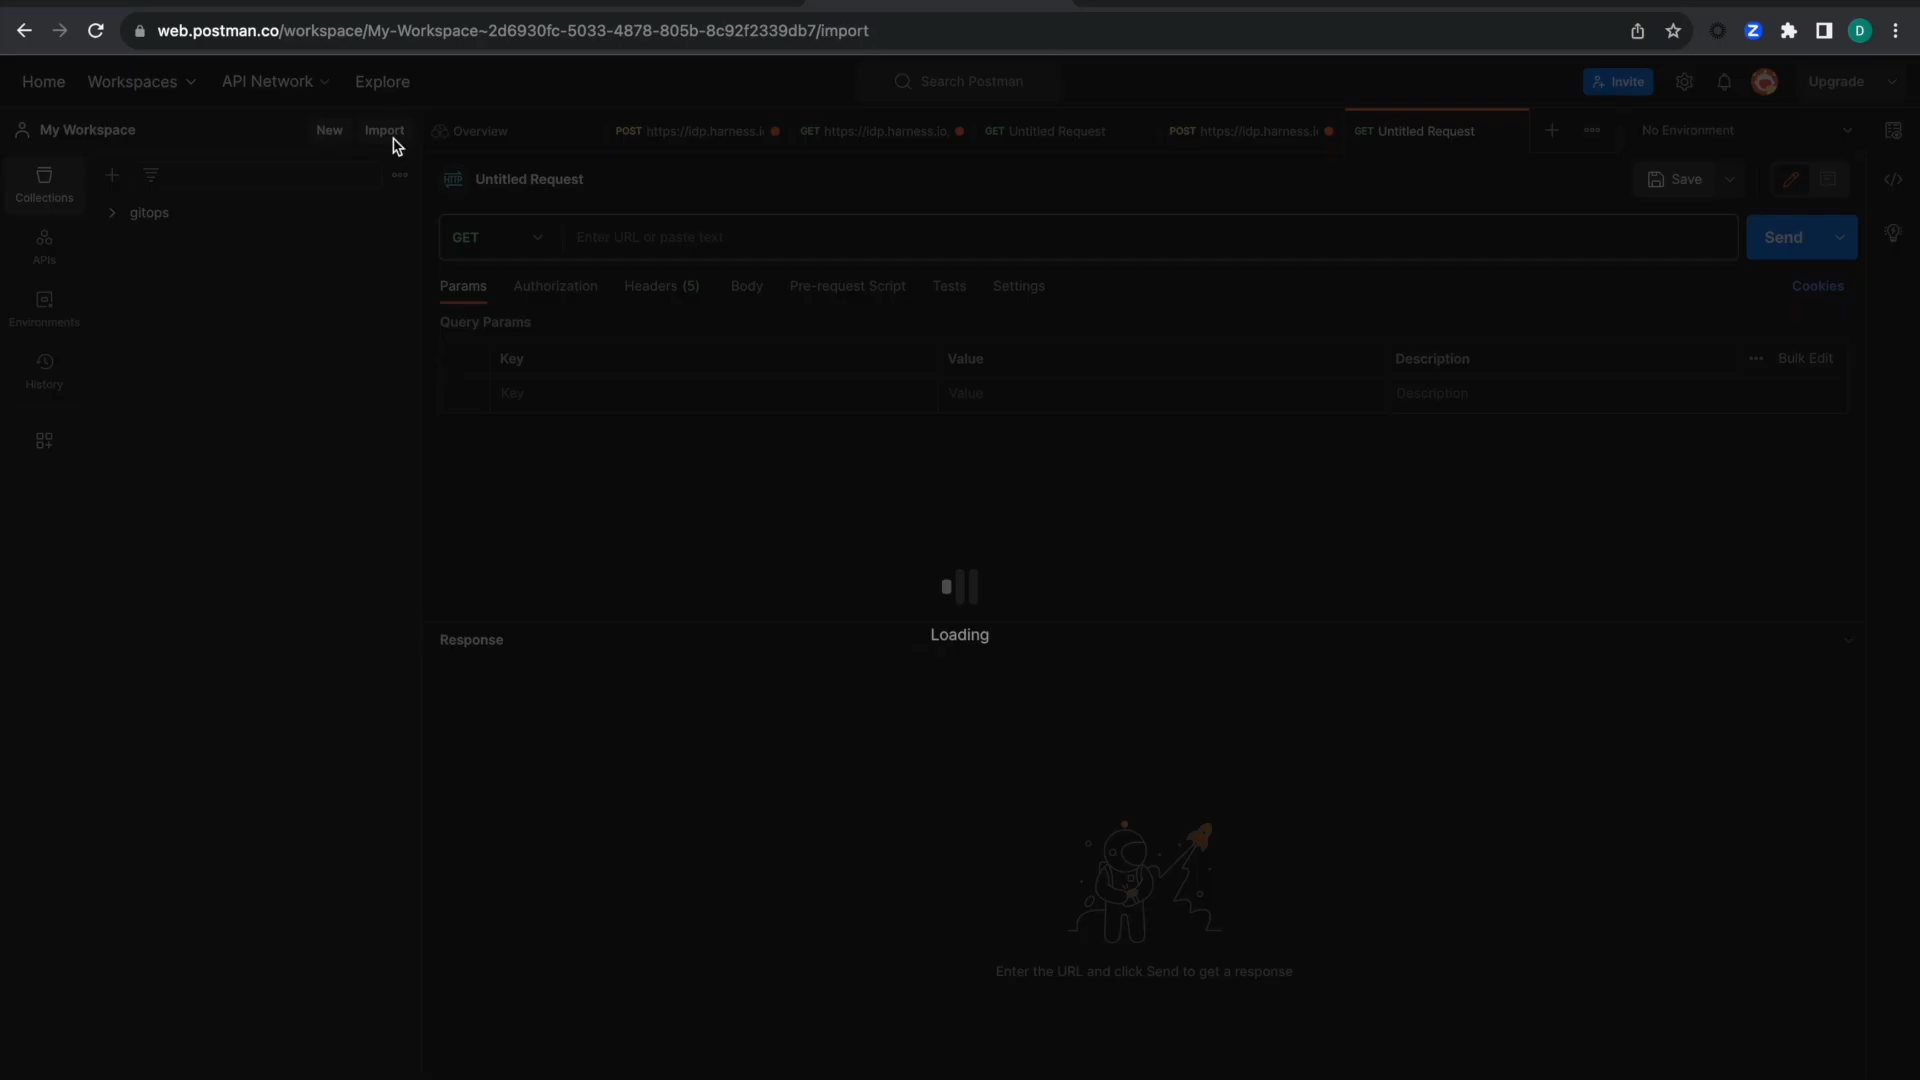 web.postman.co/workspace/My-Workspace~2d6930fc-5033-4878-805b-8c92f2339db7/import
Z
D
Home
Workspaces
API Network
Explore
Search Postman
Invite
Upgrade
My Workspace
New
Import
Overview
POST https://idp.harness.i
GET https://idp.harness.io.
GET Untitled Request
POST https://idp.harness.i
GET Untitled Request
No Environment
Collections
gitops
APIs
Environments
History
HTTP
Untitled Request
Save
GET
Enter URL or paste text
Send
Params
Authorization
Headers (5)
Body
Pre-request Script
Tests
Settings
Cookies
Query Params
Key
Value
Description
Bulk Edit
Key
Value
Description
Loading
Response
Enter the URL and click Send to get a response